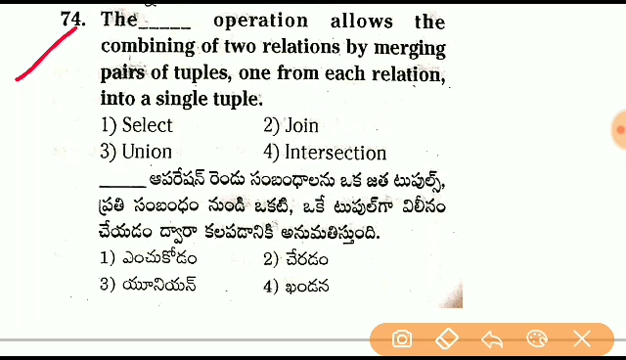 74. The_____ operation allows the
combining of two relations by merging
pairs of tuples, one from each relation,
into a single tuple.
1) Select 2) Join
3) Union 4) Intersection
_____ ఆపరేషన్ రెండు సంబంధాలను ఒక జత టుపుల్స్,
ప్రతి సంబంధం నుండి ఒకటి, ఒకే టుపుల్‌గా విలీనం
చేయడం ద్వారా కలపడానికి అనుమతిస్తుంది.
1) ఎంచుకోడం 2) చేరడం
3) యూనియన్ 4) ఖండన